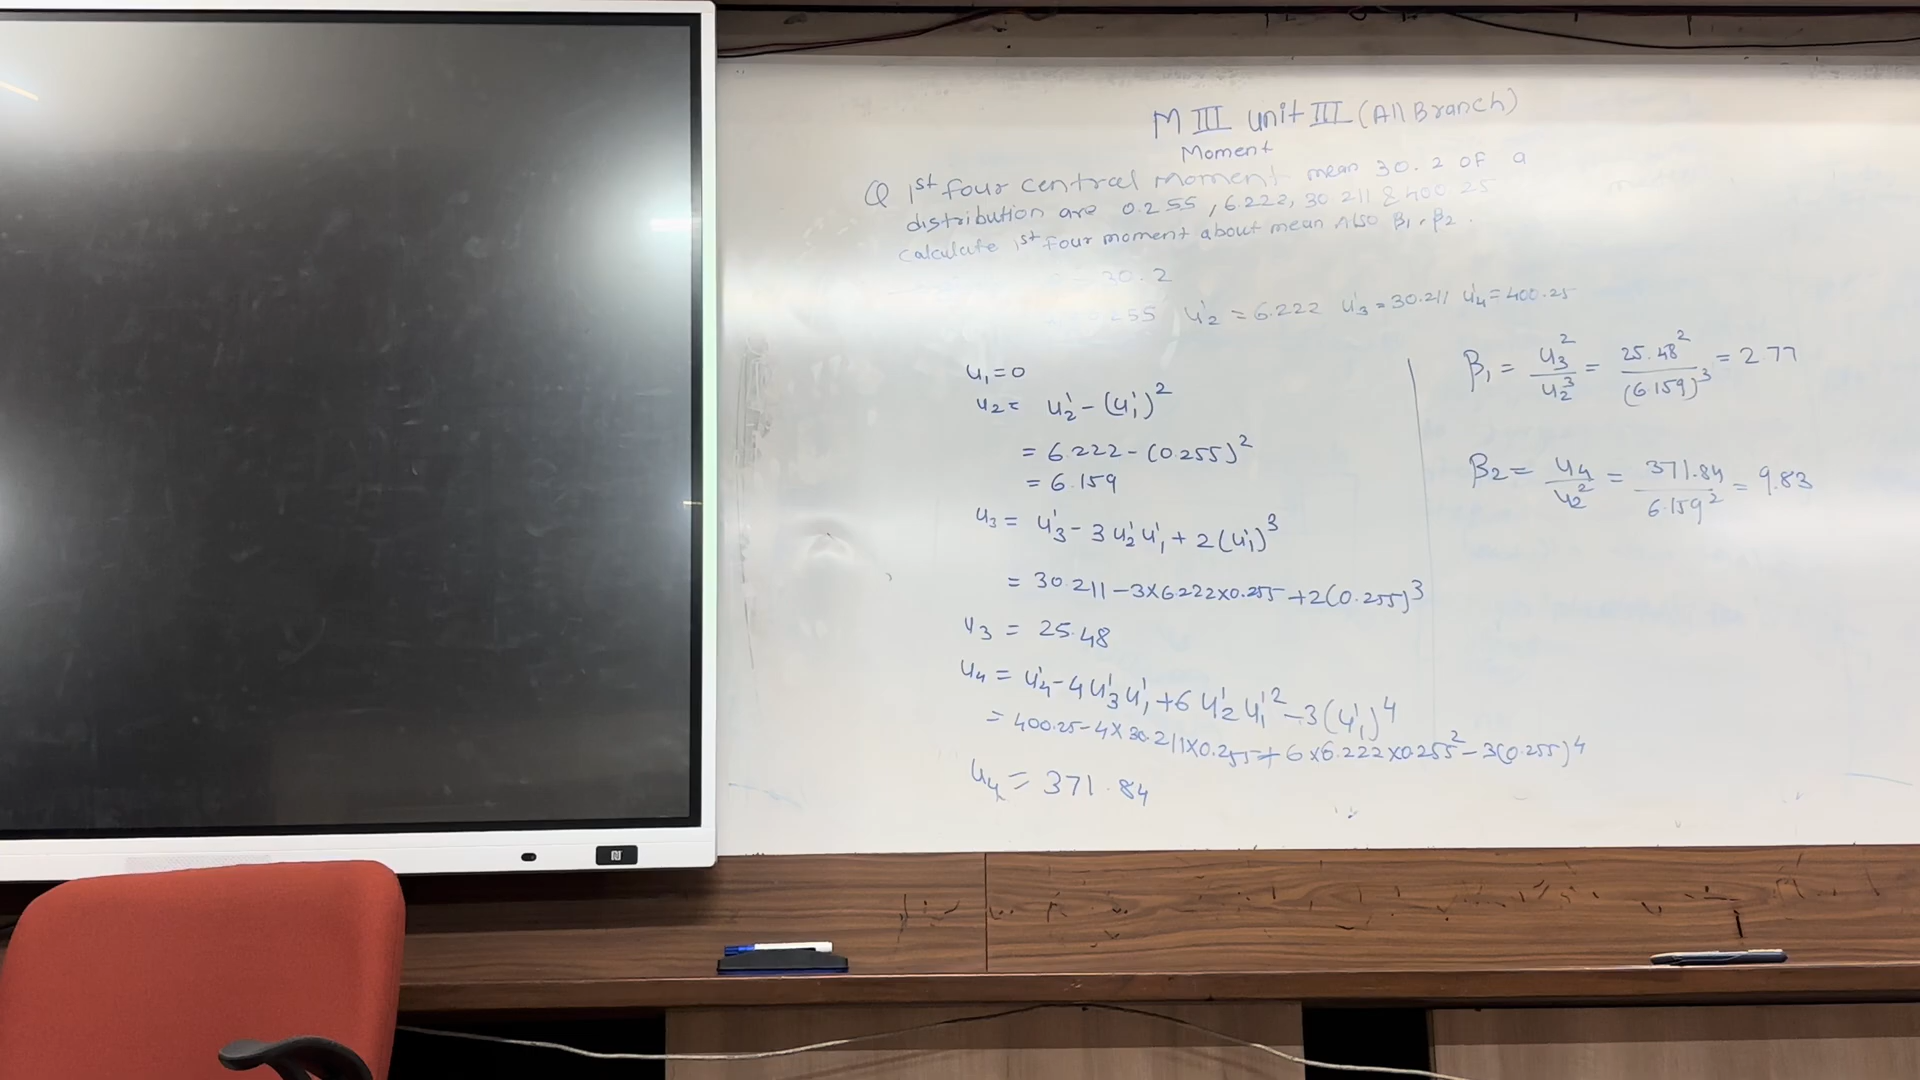 M III unit III (All Branch)
Moment
Q 1st four central moment mean 30.2 of a
distribution are 0.255, 6.222, 30.211 & 400.25
calculate 1st four moment about mean Also β₁, β₂.
30.2
.255 u'₂ = 6.222 u'₃ = 30.211 u'₄ = 400.25
u₁ = 0
u₂ = u'₂ - (u'₁)²
= 6.222 - (0.255)²
= 6.159
u₃ = u'₃ - 3 u'₂ u'₁ + 2 (u'₁)³
= 30.211 - 3×6.222×0.255 + 2(0.255)³
u₃ = 25.48
u₄ = u'₄ - 4 u'₃ u'₁ + 6 u'₂ u'₁² - 3 (u'₁)⁴
= 400.25 - 4 × 30.211 × 0.255 + 6 × 6.222 × 0.255² - 3(0.255)⁴
u₄ = 371.84
β₁ = u₃²/u₂³ = 25.48²/(6.159)³ = 2.77
β₂ = u₄/u₂² = 371.84/6.159² = 9.83